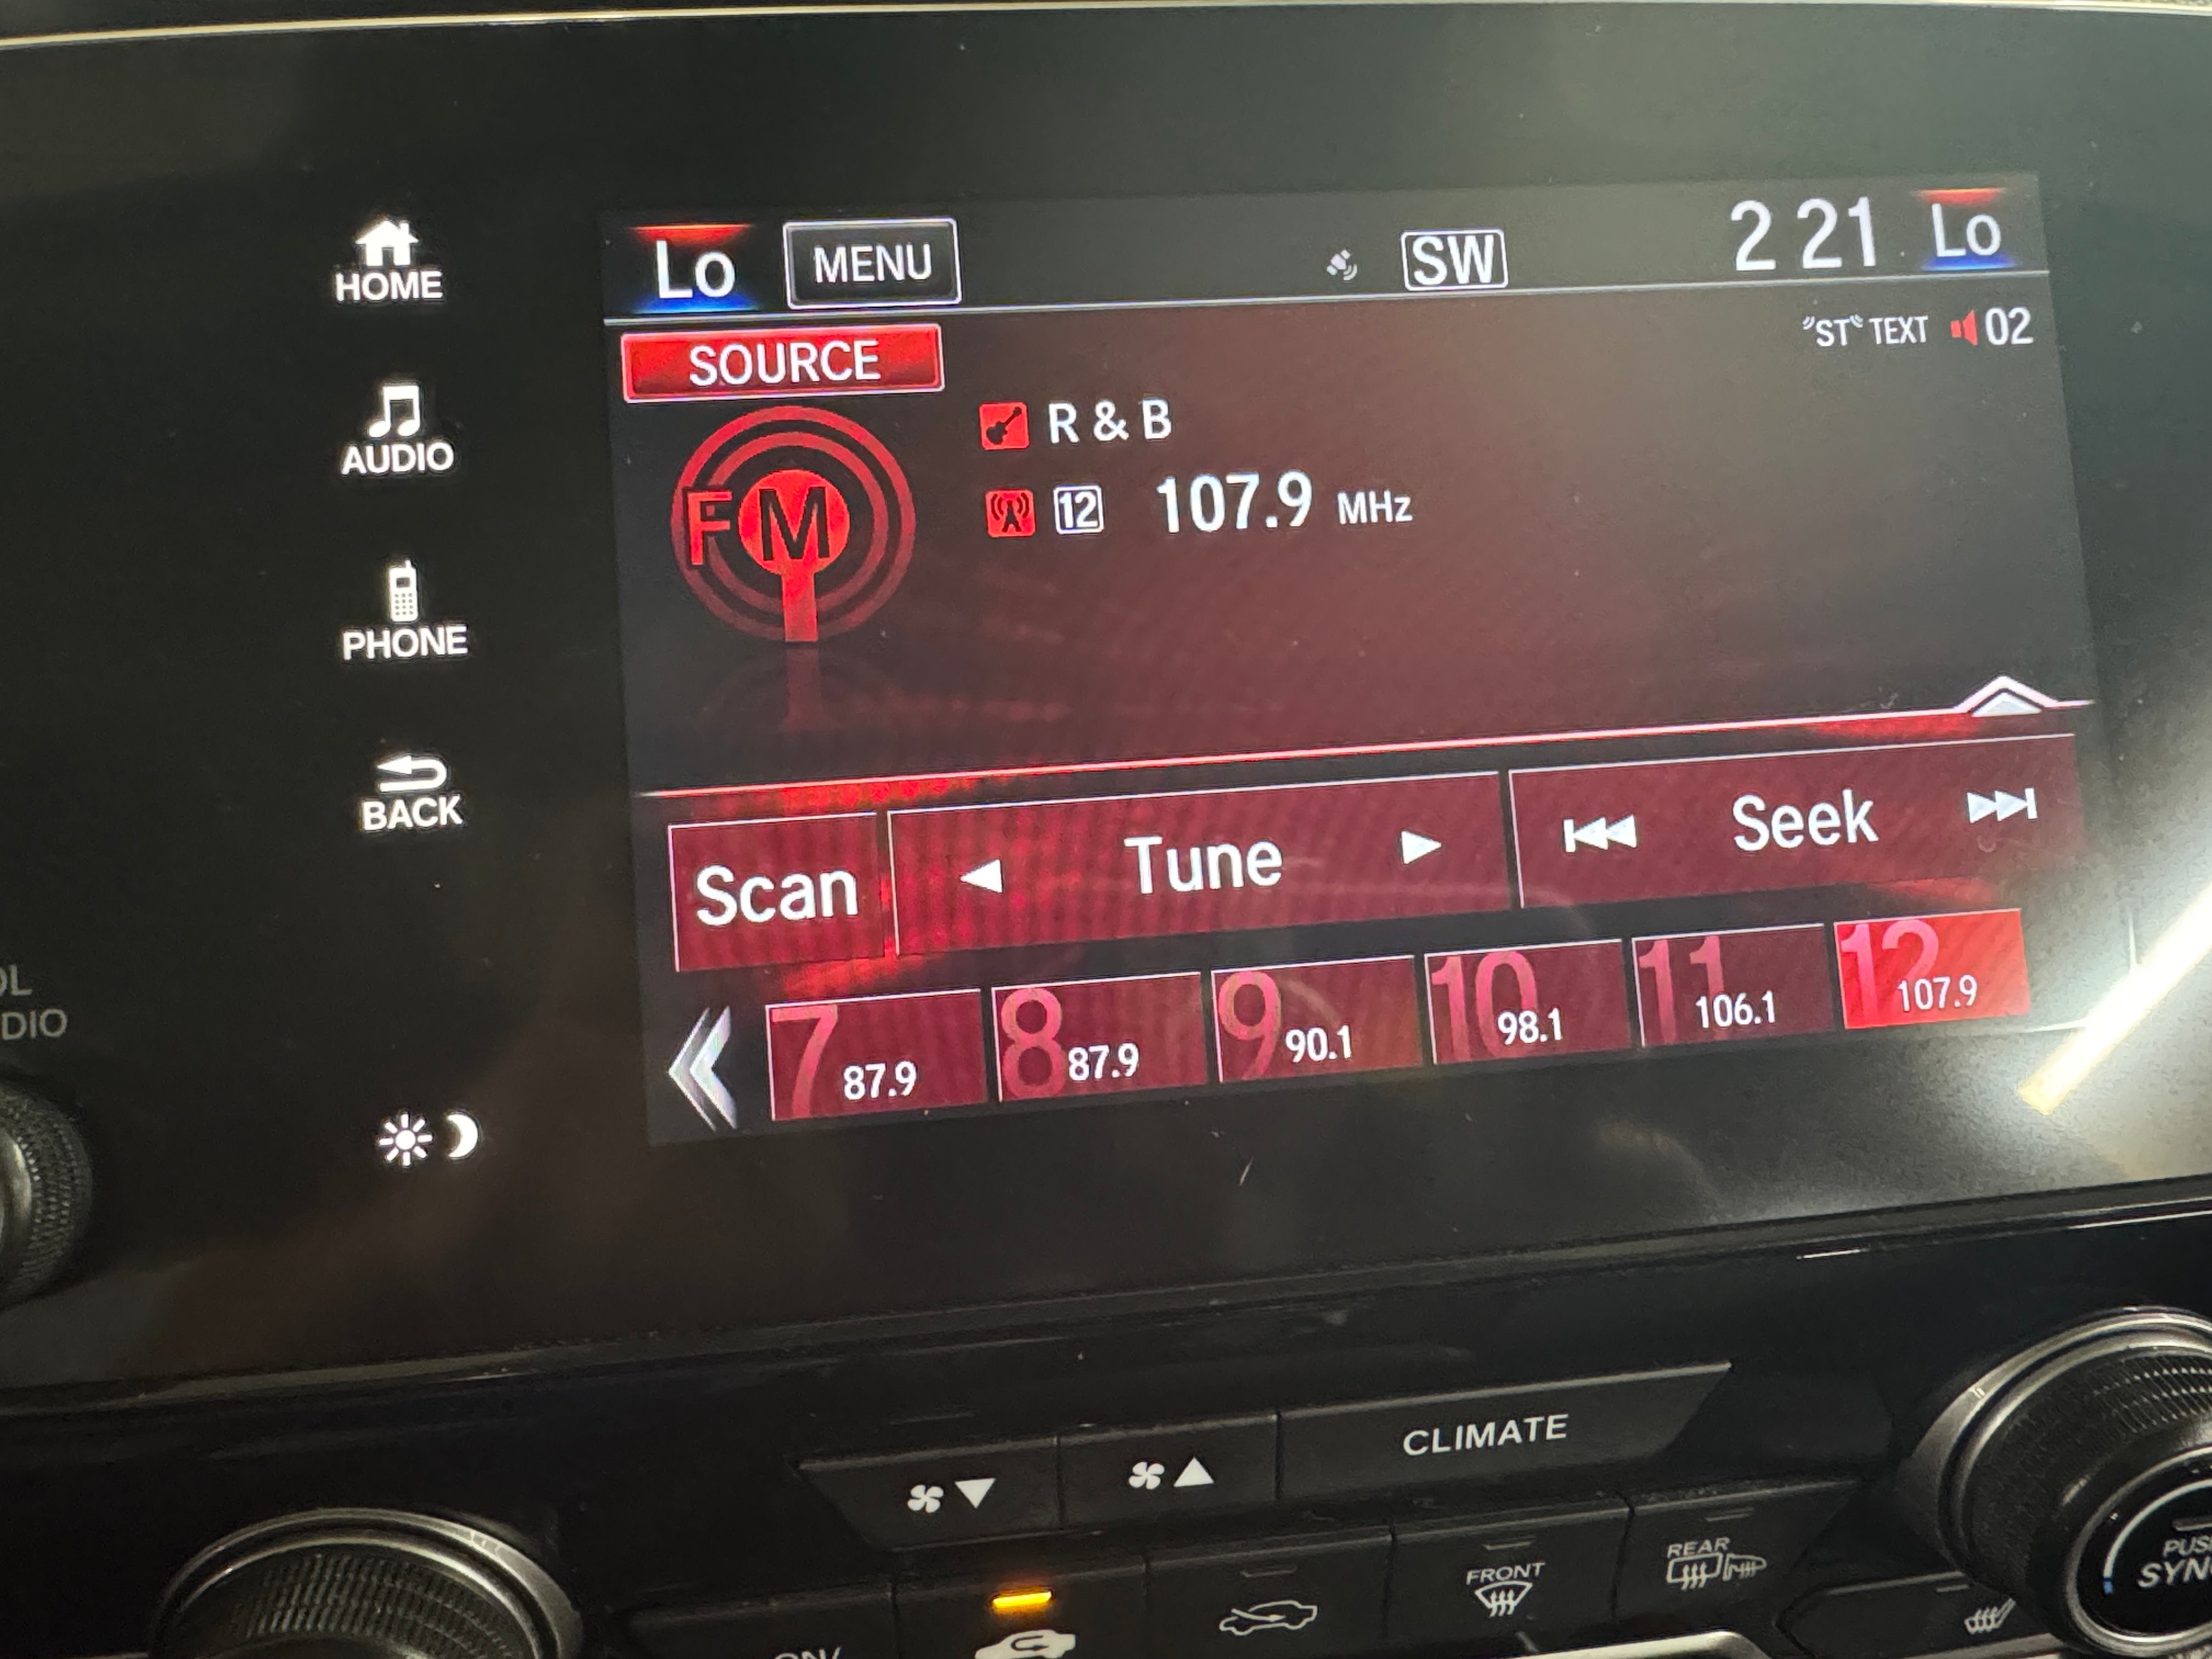 HOME
AUDIO
PHONE
BACK
Lo MENU SW 2 21 Lo
SOURCE
"ST" TEXT 02
FM
R & B
12 107.9 MHz
Scan Tune Seek
7 87.9 8 87.9 9 90.1 10 98.1 11 106.1 12 107.9
CLIMATE
FRONT
REAR